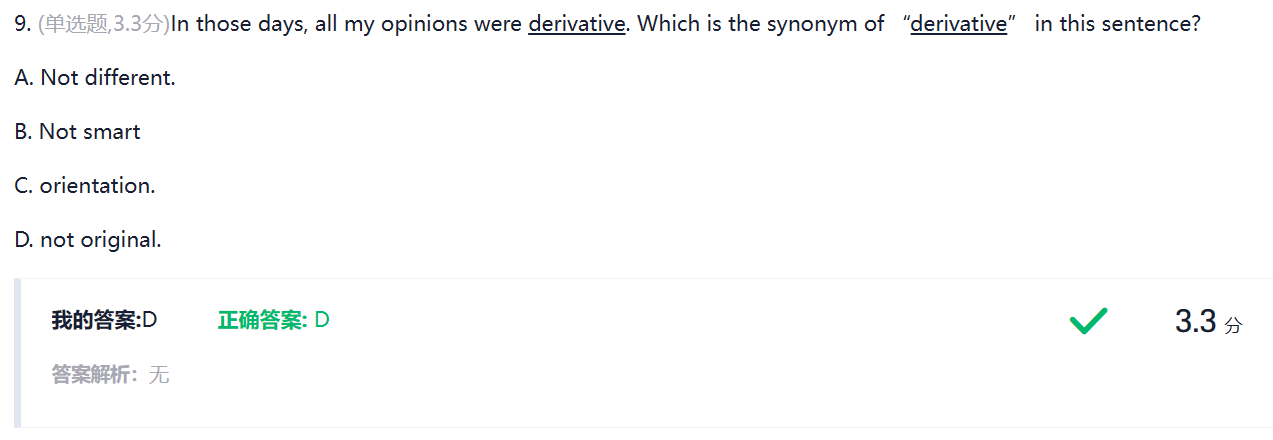 9. (单选题,3.3分)In those days, all my opinions were derivative. Which is the synonym of “derivative” in this sentence?
A. Not different.
B. Not smart
C. orientation.
D. not original.
我的答案:D 正确答案: D 3.3 分
答案解析: 无